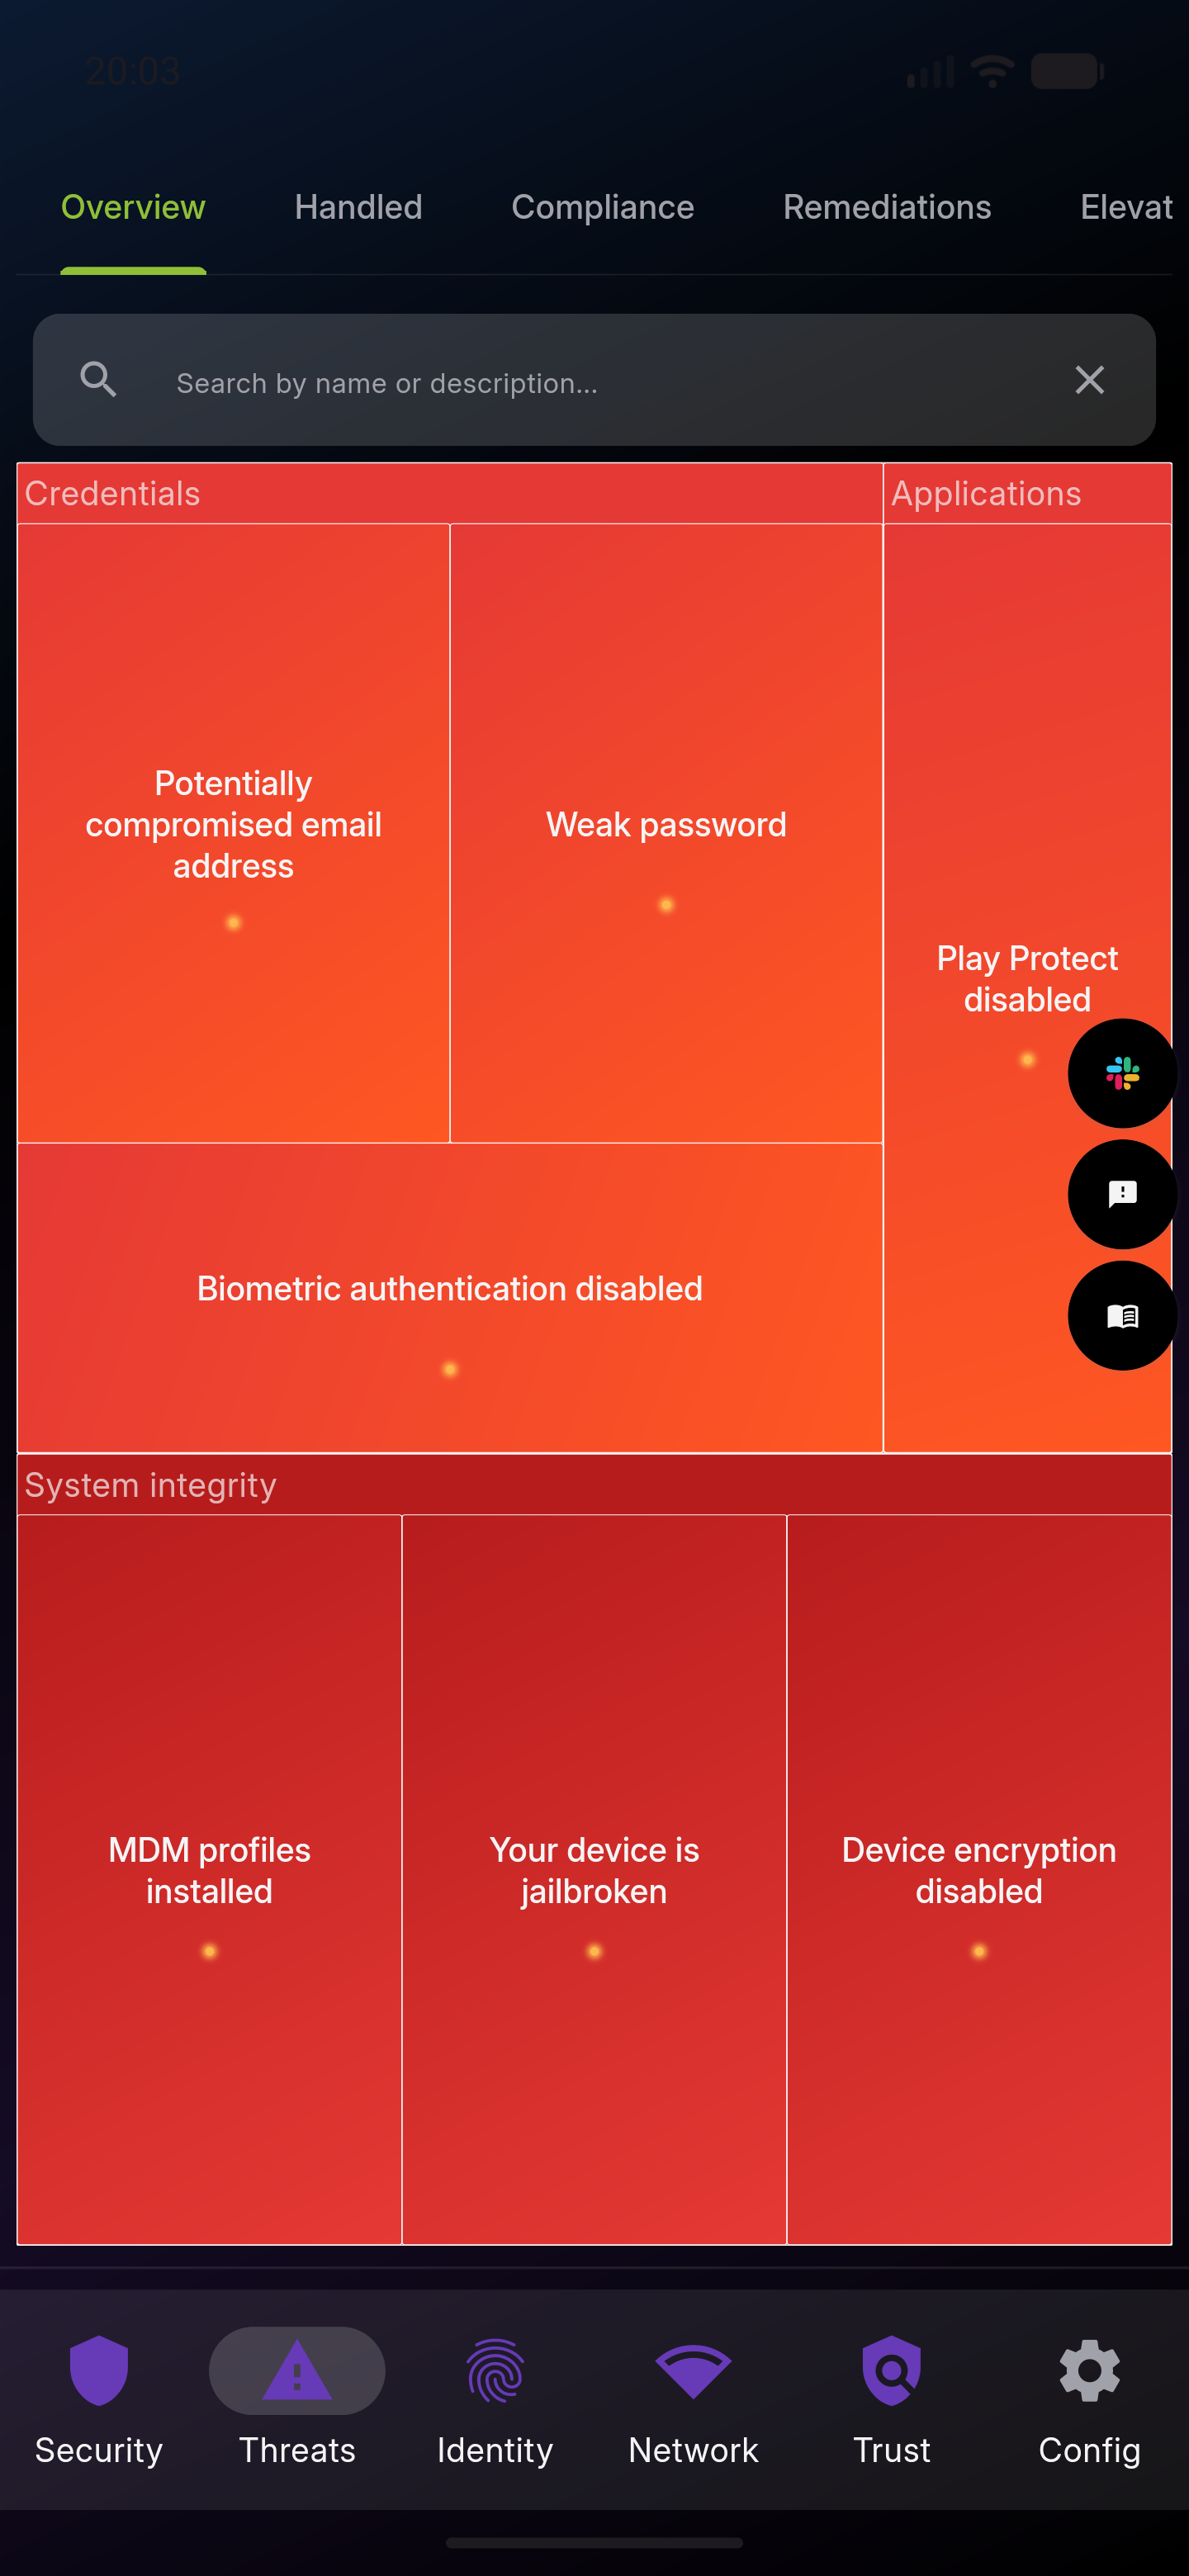 20:03
Overview Handled Compliance Remediations Elevat
Search by name or description...
Credentials
Applications
Potentially
compromised email
address
Weak password
Play Protect
disabled
Biometric authentication disabled
System integrity
MDM profiles
installed
Your device is
jailbroken
Device encryption
disabled
Security Threats Identity Network Trust Config